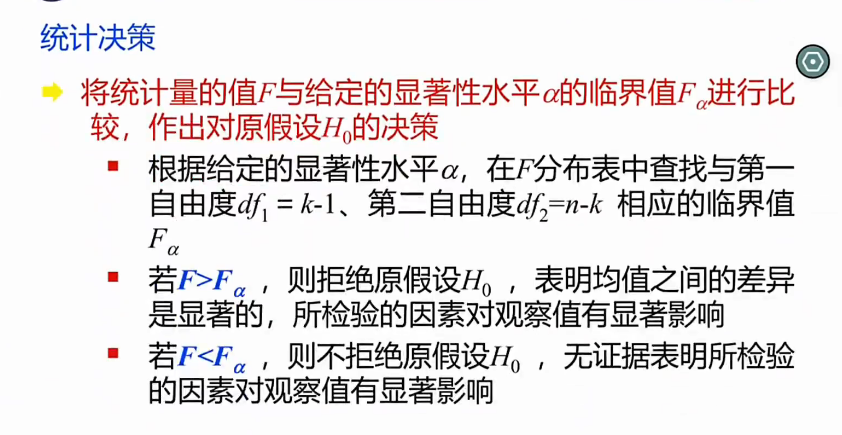 统计决策
将统计量的值F与给定的显著性水平α的临界值Fα进行比
较，作出对原假设H0的决策
根据给定的显著性水平α，在F分布表中查找与第一
自由度df1 = k-1、第二自由度df2=n-k 相应的临界值
Fα
若F>Fα ，则拒绝原假设H0 ，表明均值之间的差异
是显著的，所检验的因素对观察值有显著影响
若F<Fα ，则不拒绝原假设H0 ，无证据表明所检验
的因素对观察值有显著影响